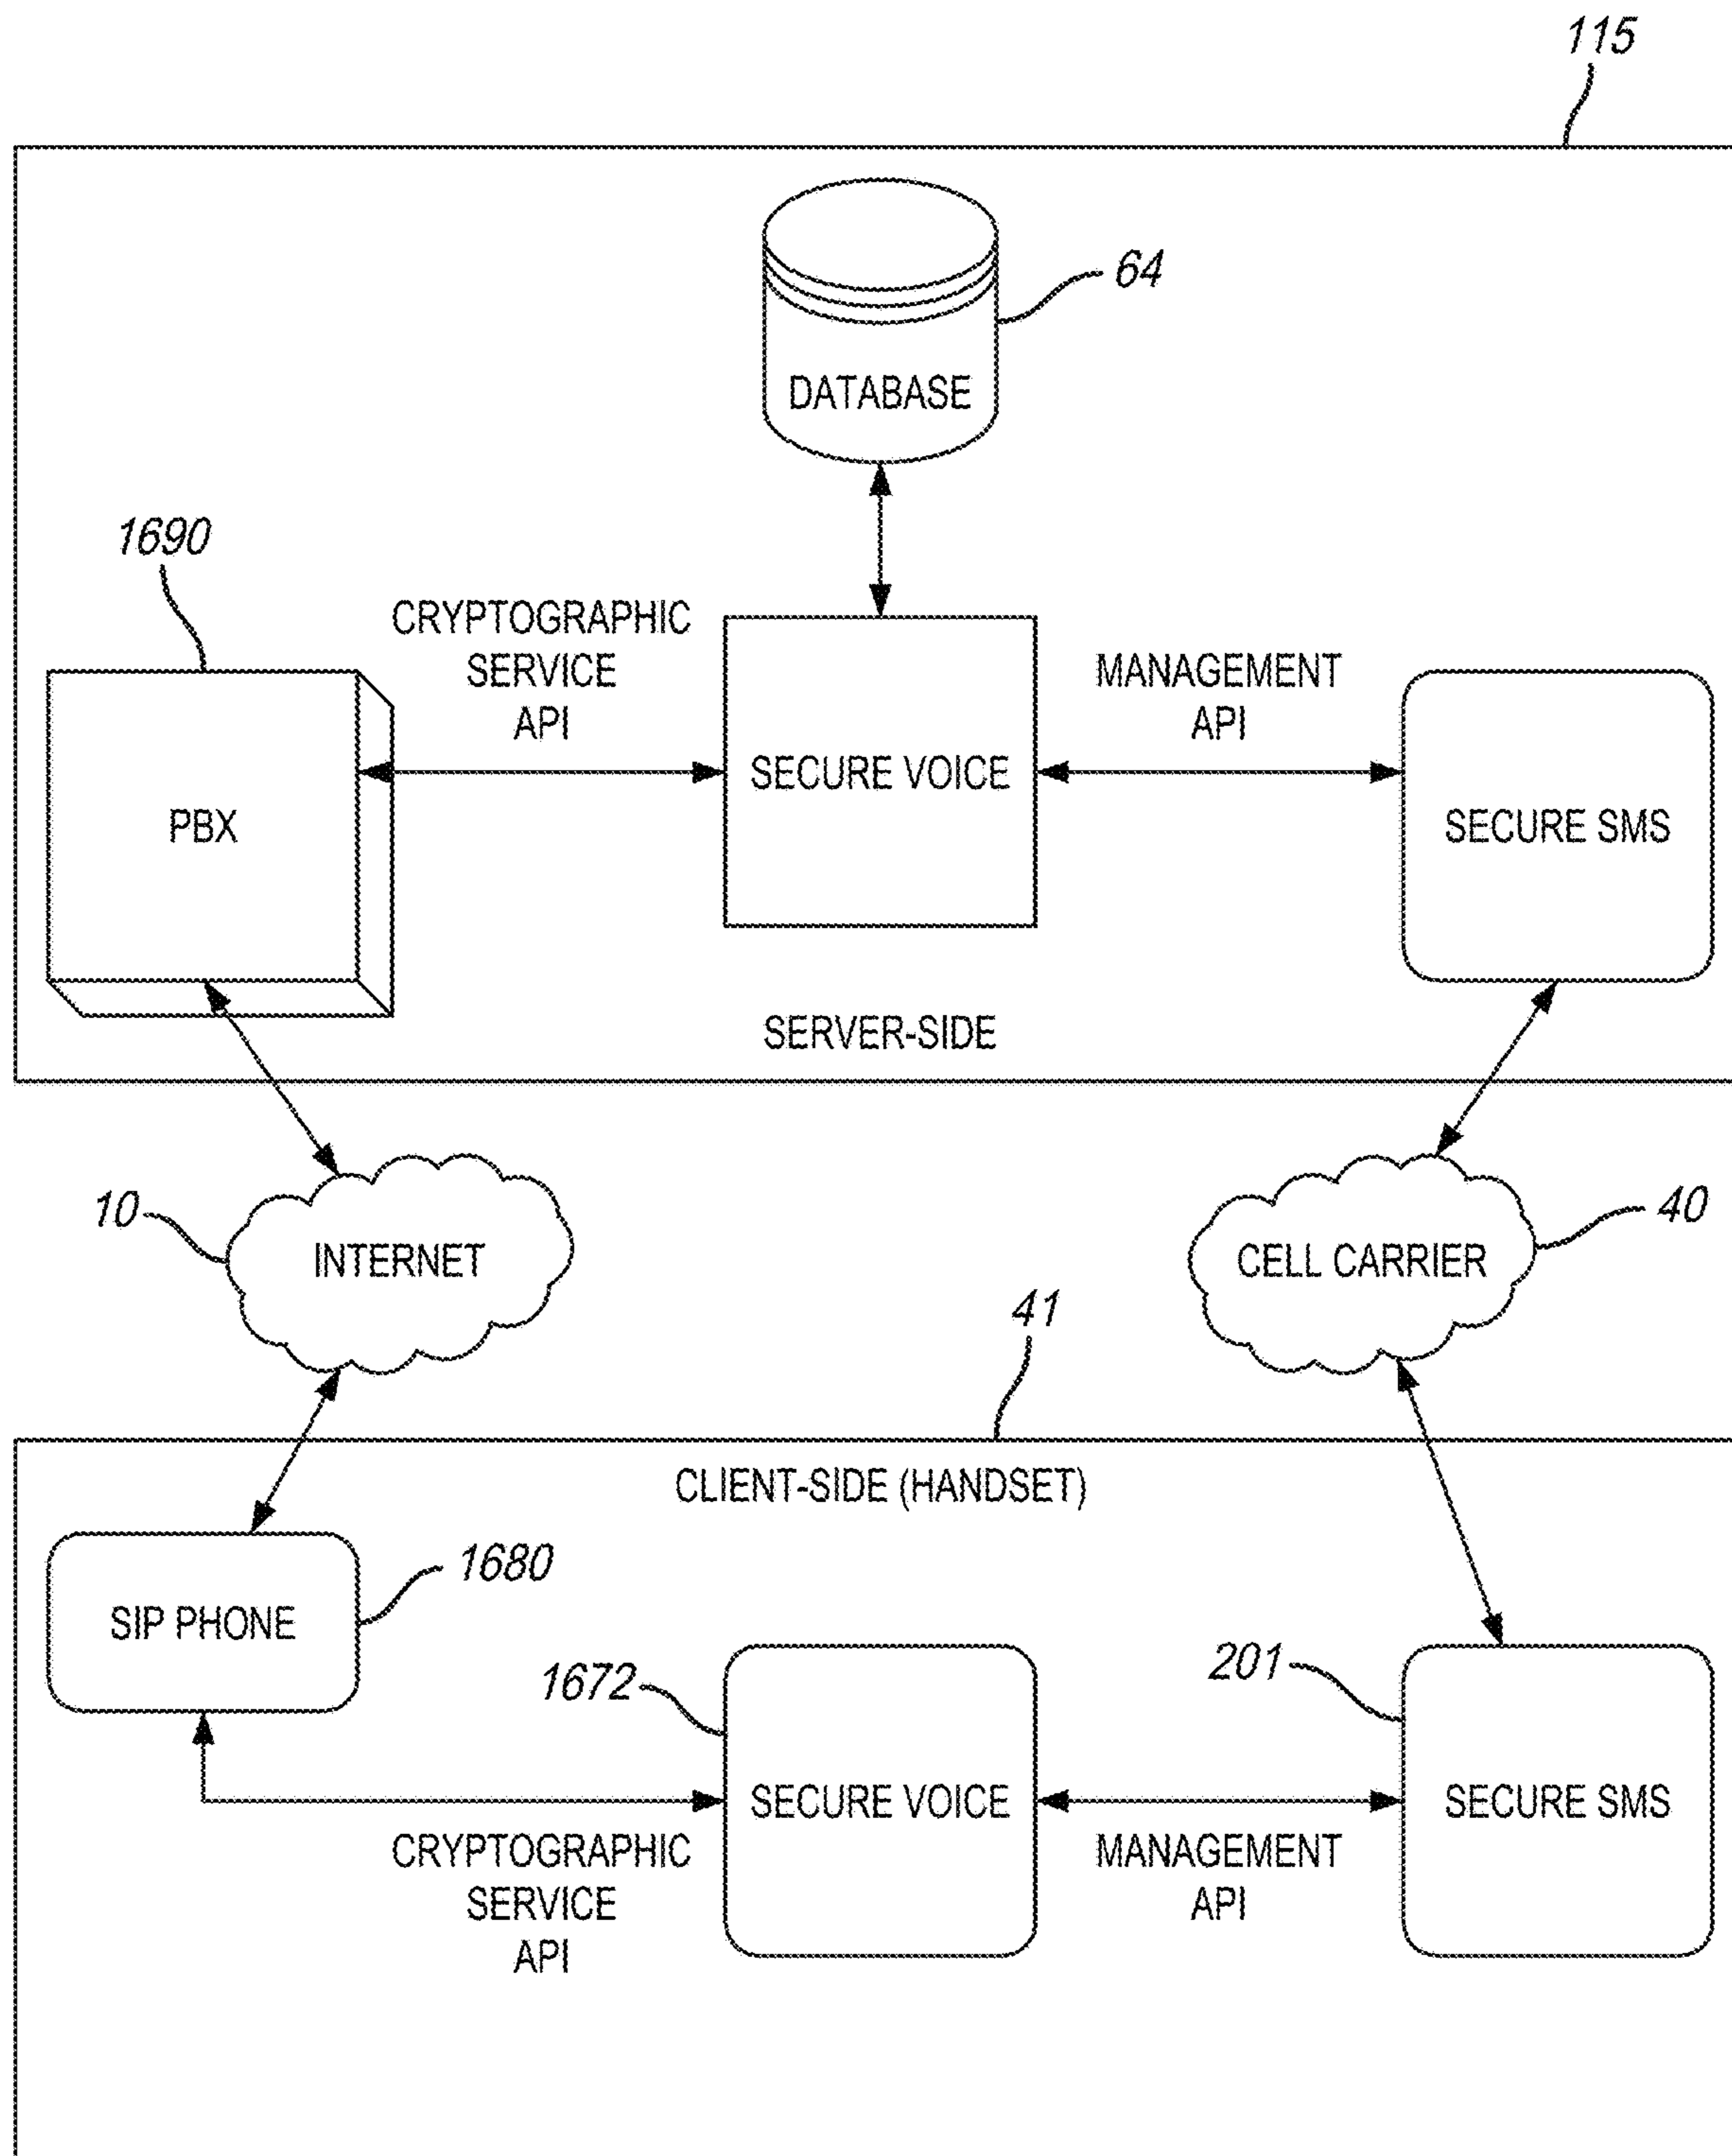 115
64
DATABASE
1690
CRYPTOGRAPHIC
SERVICE
API
MANAGEMENT
API
PBX
SECURE VOICE
SECURE SMS
SERVER-SIDE
10
INTERNET
CELL CARRIER
40
41
CLIENT-SIDE (HANDSET)
SIP PHONE
1680
1672
201
SECURE VOICE
SECURE SMS
CRYPTOGRAPHIC
SERVICE
API
MANAGEMENT
API